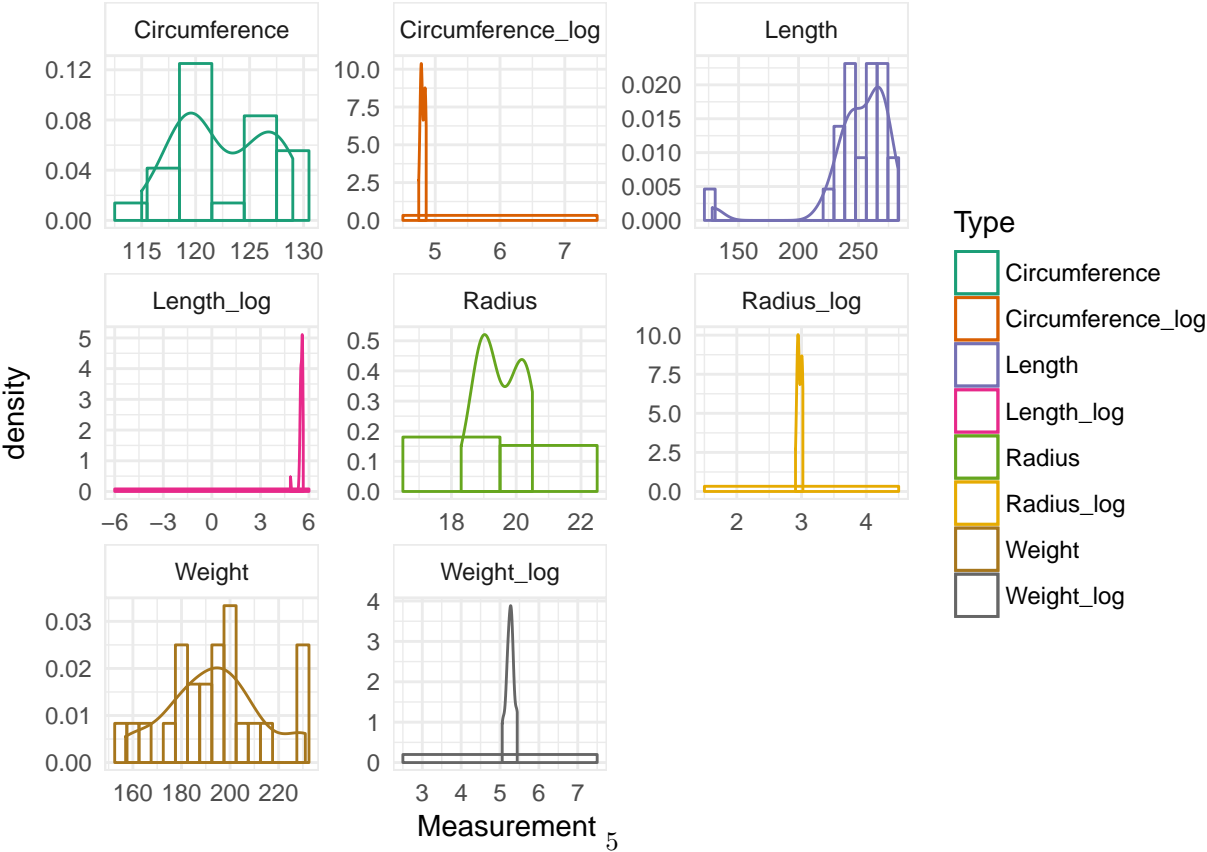 Circumference
Circumference_log
Length
0.12
0.08
0.04
0.00
115 120 125 130
10.0
7.5
5.0
2.5
0.0
5 6 7
0.020
0.015
0.010
0.005
0.000
150 200 250
Length_log
Radius
Radius_log
5
4
3
2
1
0
−6 −3 0 3 6
0.5
0.4
0.3
0.2
0.1
0.0
18 20 22
10.0
7.5
5.0
2.5
0.0
2 3 4
Weight
Weight_log
0.03
0.02
0.01
0.00
160 180 200 220
4
3
2
1
0
3 4 5 6 7
density
Measurement
5
Type
Circumference
Circumference_log
Length
Length_log
Radius
Radius_log
Weight
Weight_log